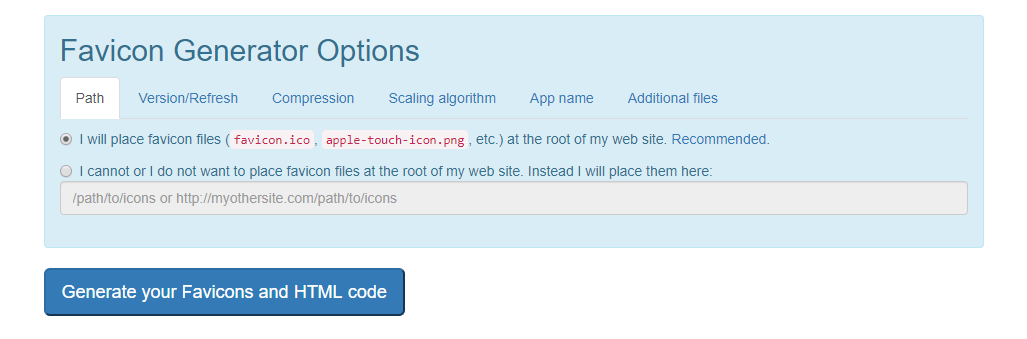 Favicon Generator Options
Path Version/Refresh Compression Scaling algorithm App name Additional files
I will place favicon files (favicon.ico, apple-touch-icon.png, etc.) at the root of my web site. Recommended.
I cannot or I do not want to place favicon files at the root of my web site. Instead I will place them here:
/path/to/icons or http://myothersite.com/path/to/icons
Generate your Favicons and HTML code